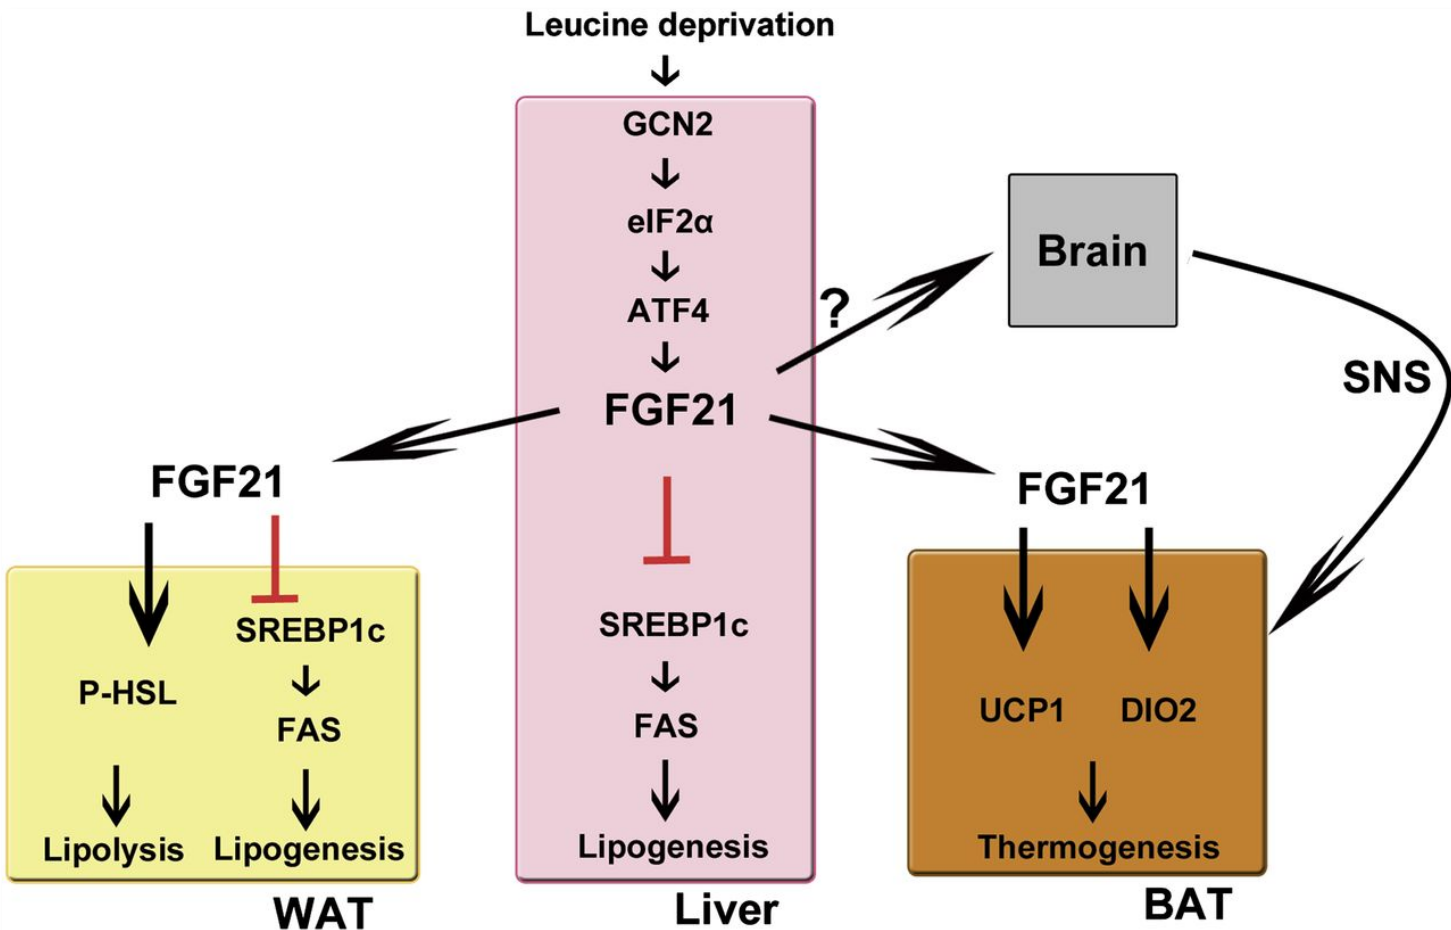 Leucine deprivation
GCN2
eIF2α
ATF4
FGF21
?
Brain
SNS
FGF21
P-HSL
Lipolysis
SREBP1c
FAS
Lipogenesis
WAT
SREBP1c
FAS
Lipogenesis
Liver
FGF21
UCP1 DIO2
Thermogenesis
BAT